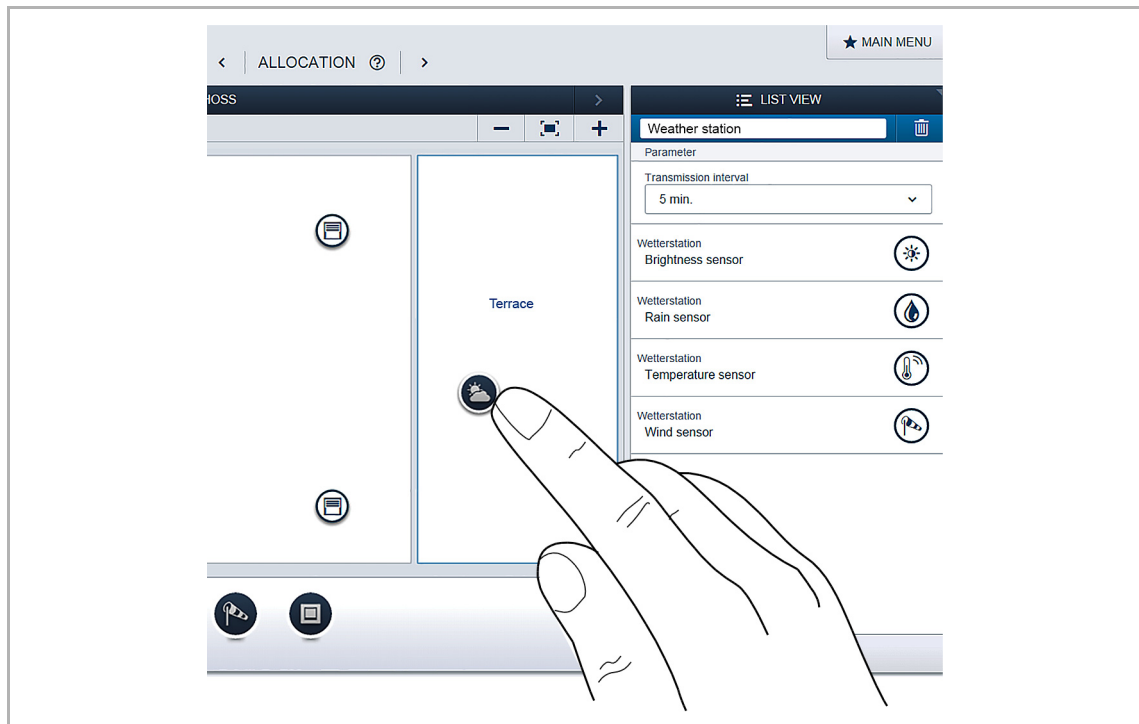 MAIN MENU
ALLOCATION
HOSS
LIST VIEW
Weather station
Parameter
Transmission interval
5 min.
Wetterstation
Brightness sensor
Wetterstation
Rain sensor
Terrace
Wetterstation
Temperature sensor
Wetterstation
Wind sensor